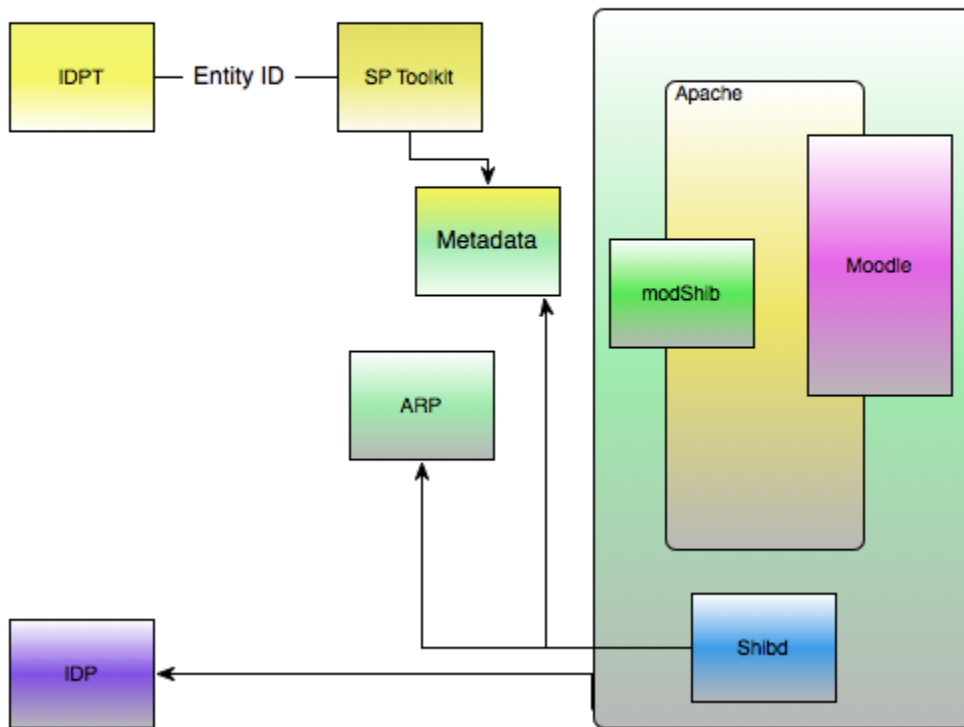 IDPT
Entity ID
SP Toolkit
Apache
Metadata
modShib
Moodle
ARP
IDP
Shibd